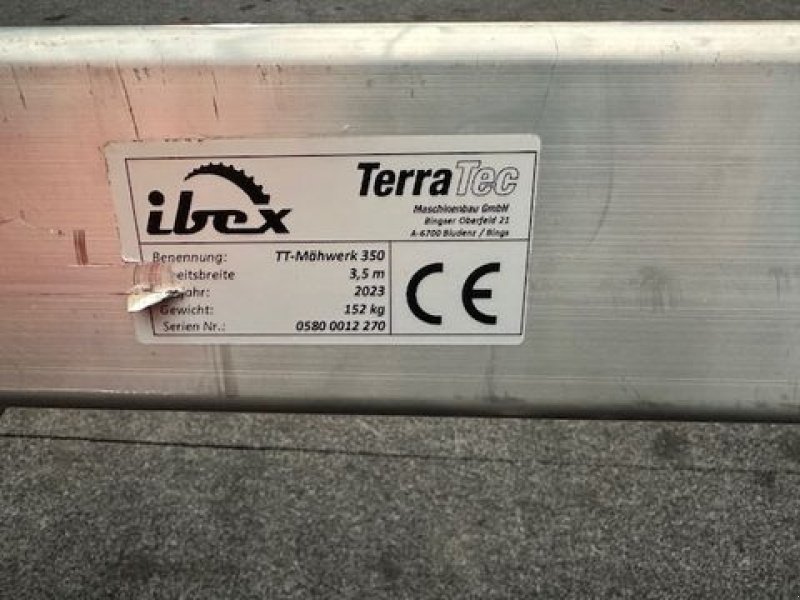 ibex
TerraTec
Maschinenbau GmbH
Bingser Oberfeld 21
A-6700 Bludenz / Bings
Benennung: TT-Mähwerk 350
eitsbreite 3,5 m
jahr: 2023
Gewicht: 152 kg
Serien Nr.: 0580 0012 270
CE